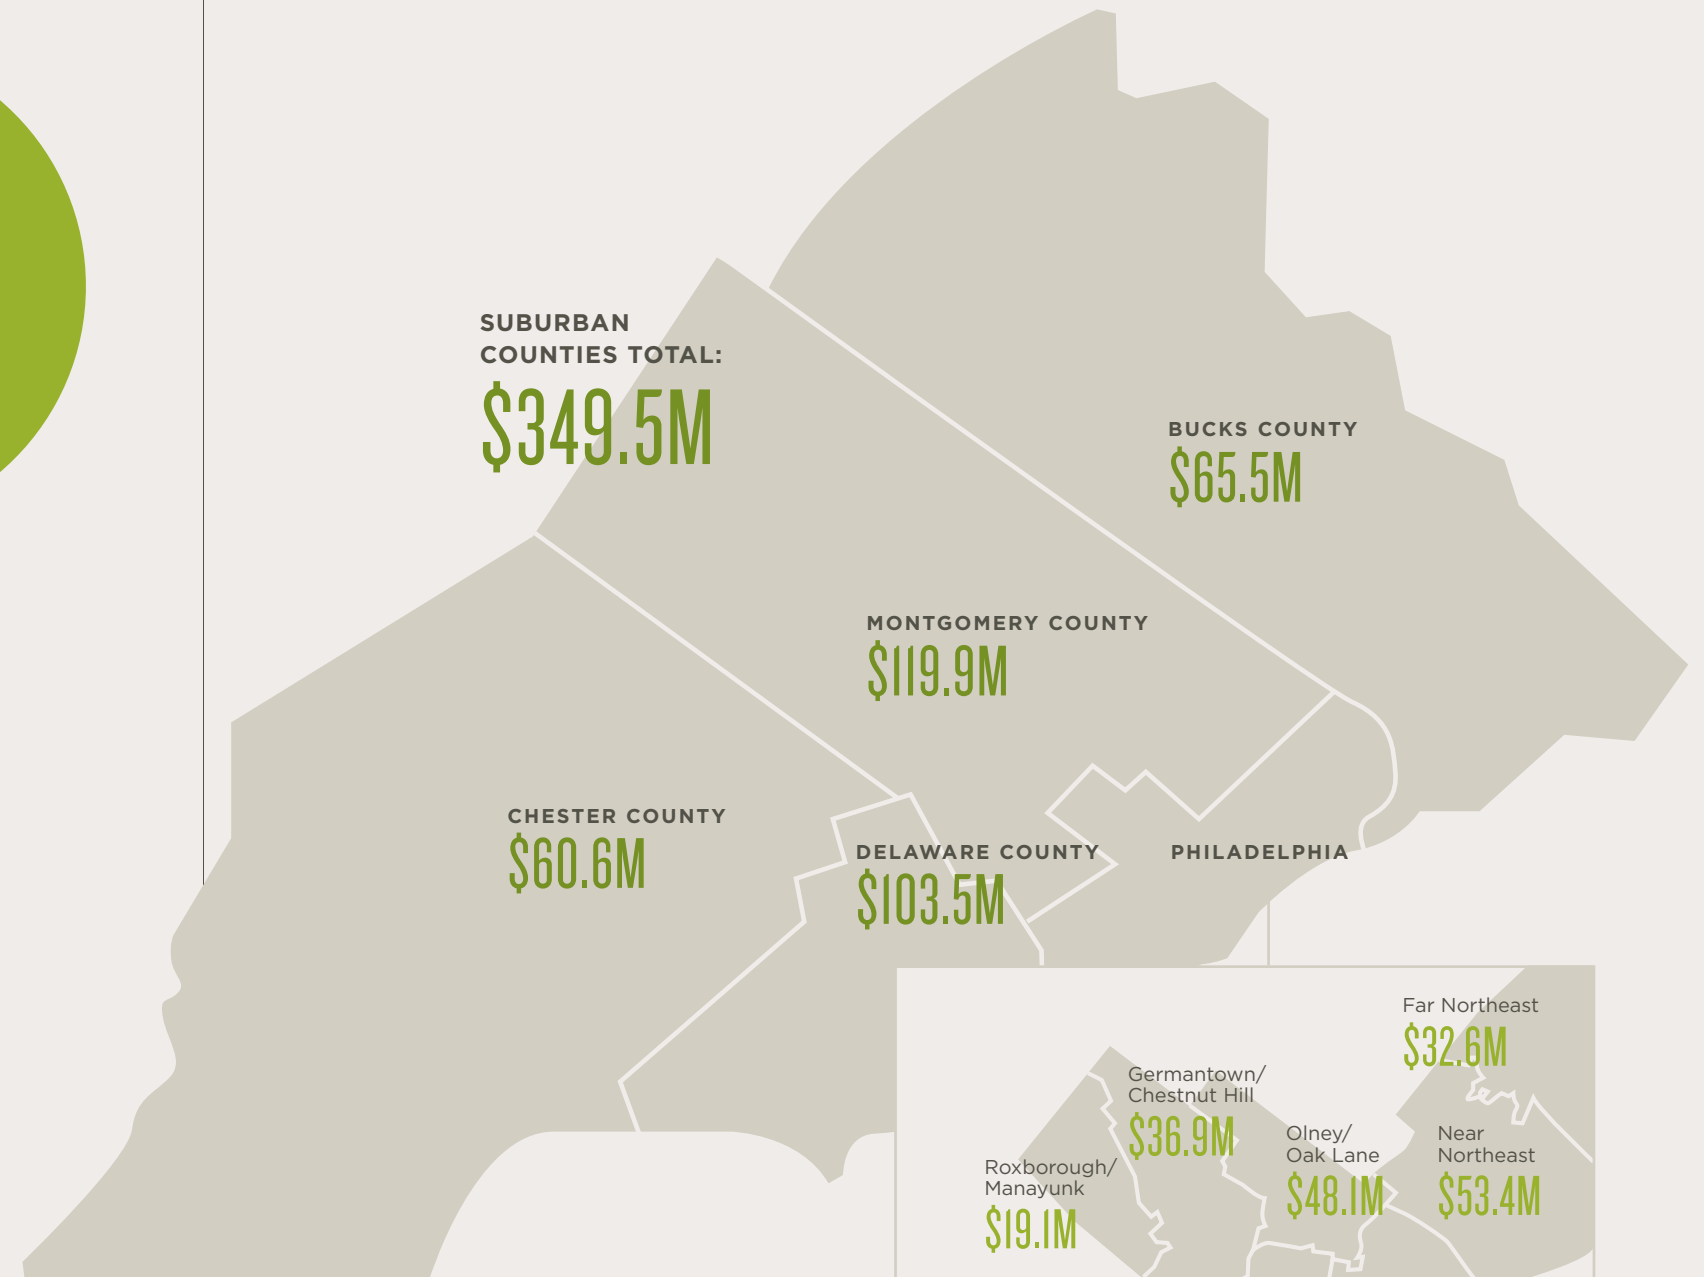 SUBURBAN
COUNTIES TOTAL:
$349.5M
BUCKS COUNTY
$65.5M
MONTGOMERY COUNTY
$119.9M
CHESTER COUNTY
$60.6M
DELAWARE COUNTY
$103.5M
PHILADELPHIA
Far Northeast
$32.6M
Germantown/
Chestnut Hill
$36.9M
Olney/
Oak Lane
$48.1M
Near
Northeast
$53.4M
Roxborough/
Manayunk
$19.1M